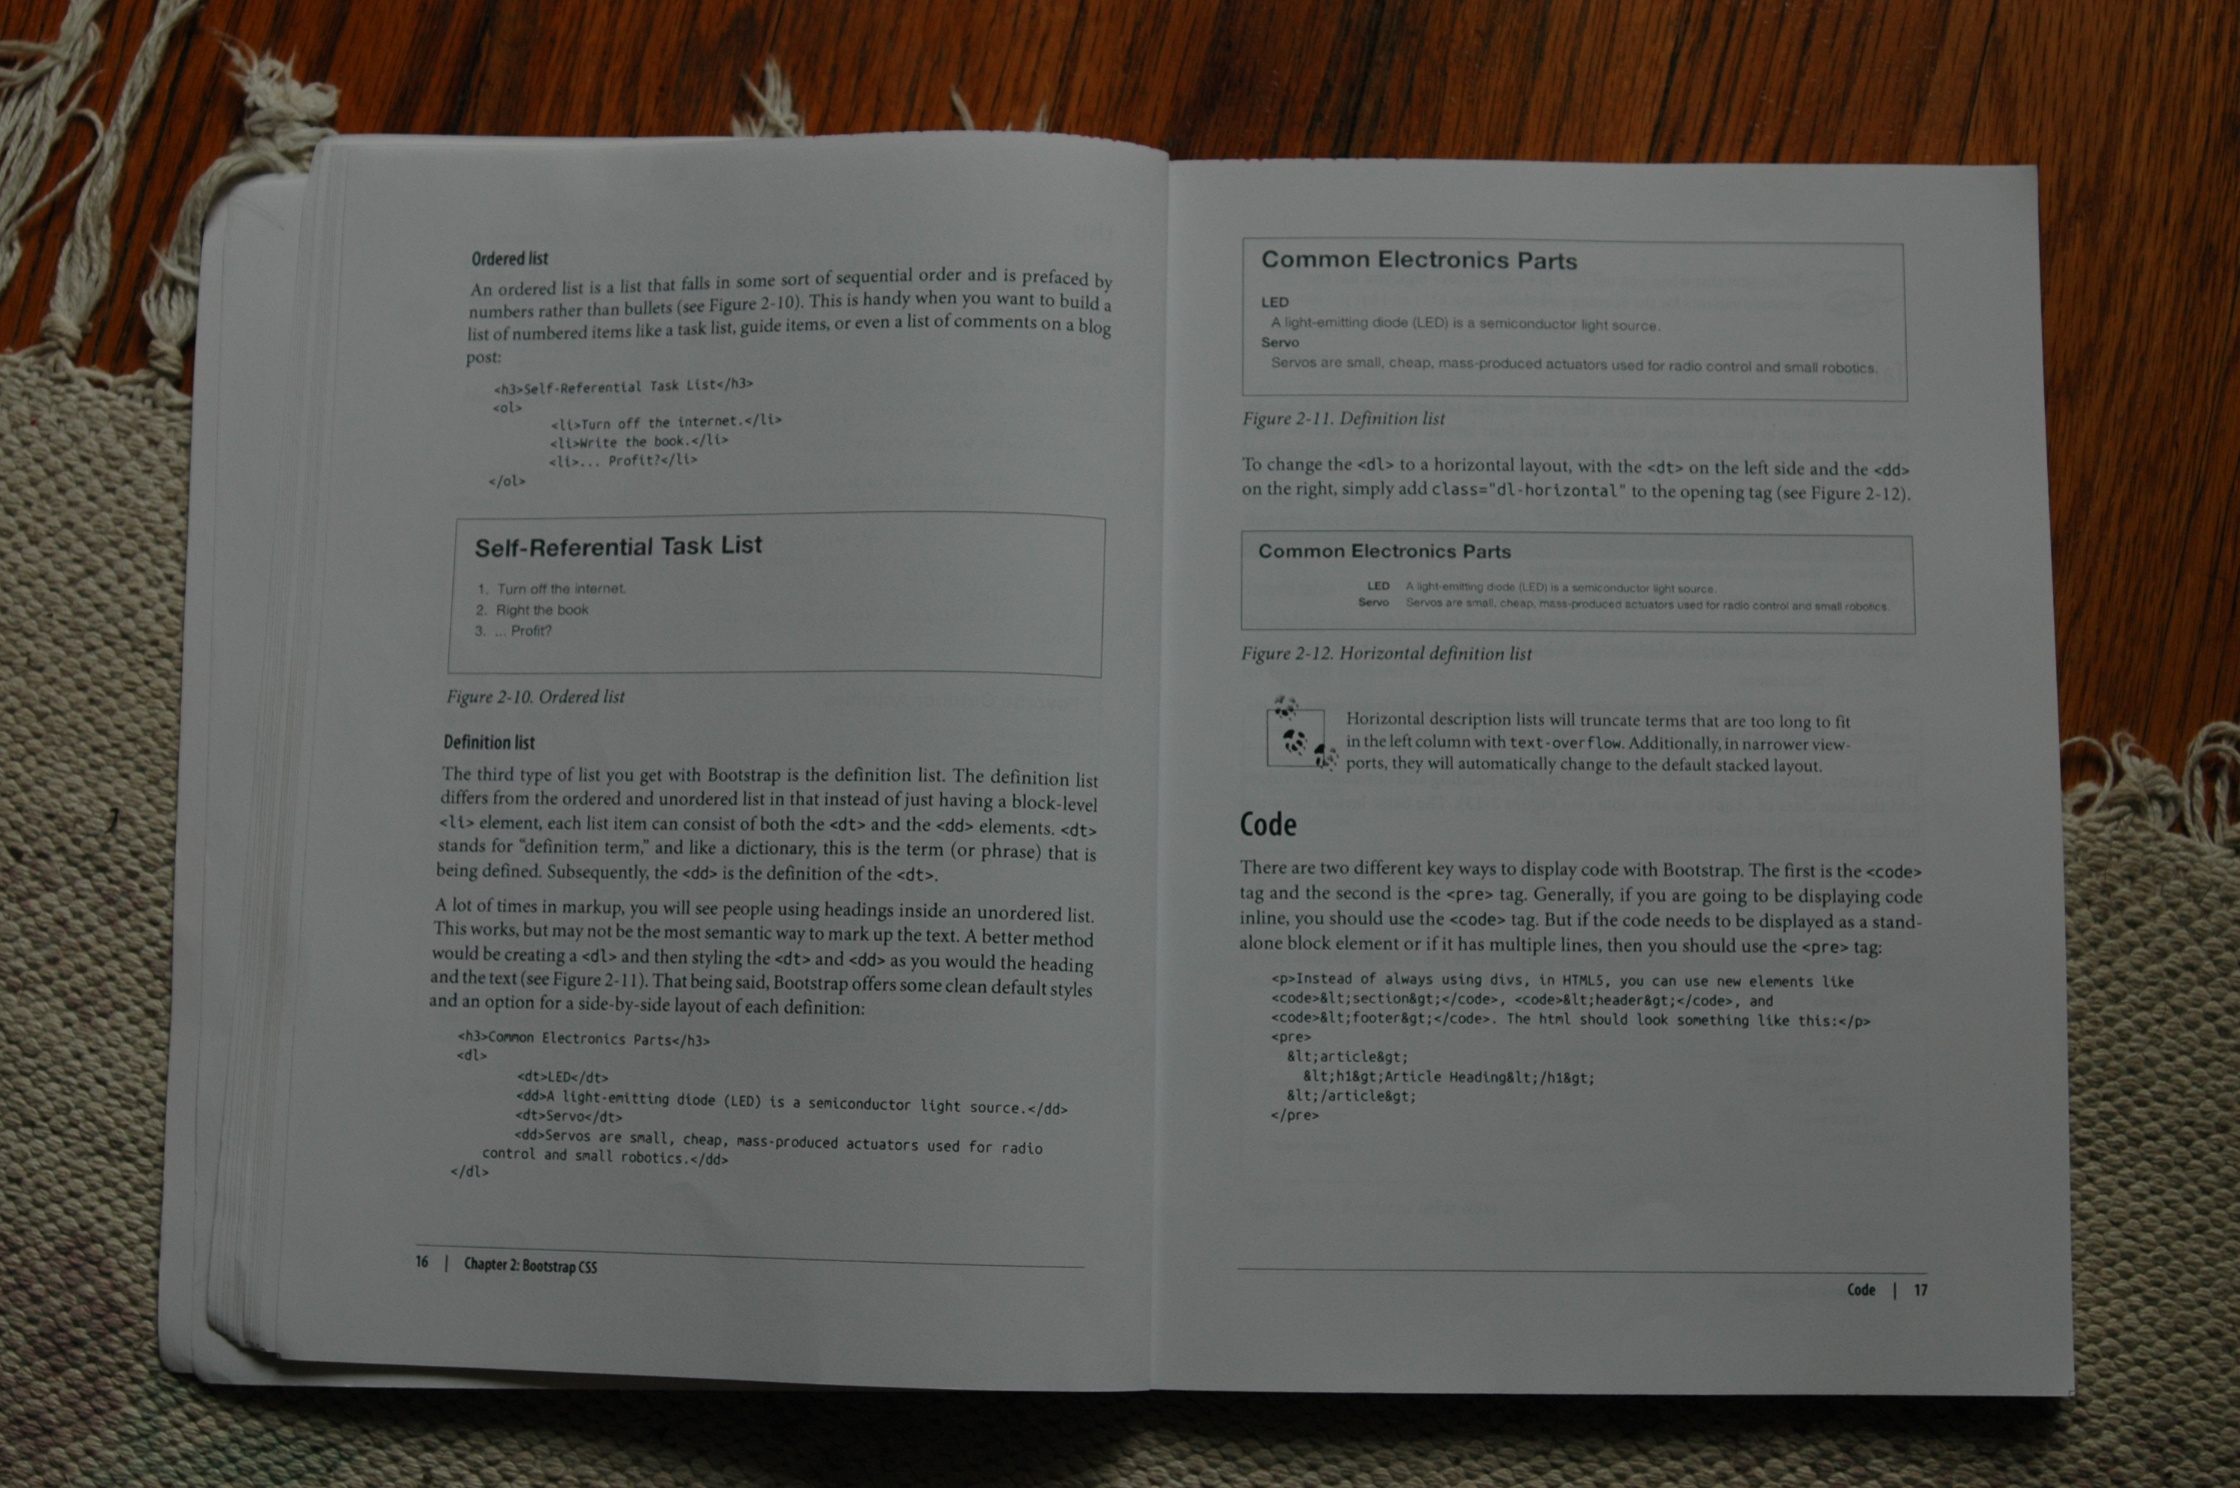 Ordered list
An ordered list is a list that falls in some sort of sequential order and is prefaced by
numbers rather than bullets (see Figure 2-10). This is handy when you want to build a
list of numbered items like a task list, guide items, or even a list of comments on a blog
post:
<h3>Self-Referential Task List</h3>
<ol>
<li>Turn off the internet.</li>
<li>Write the book.</li>
<li>... Profit?</li>
</ol>
Self-Referential Task List
1. Turn off the internet.
2. Right the book
3. ... Profit?
Figure 2-10. Ordered list
Definition list
The third type of list you get with Bootstrap is the definition list. The definition list
differs from the ordered and unordered list in that instead of just having a block-level
<li> element, each list item can consist of both the <dt> and the <dd> elements. <dt>
stands for “definition term,” and like a dictionary, this is the term (or phrase) that is
being defined. Subsequently, the <dd> is the definition of the <dt>.
A lot of times in markup, you will see people using headings inside an unordered list.
This works, but may not be the most semantic way to mark up the text. A better method
would be creating a <dl> and then styling the <dt> and <dd> as you would the heading
and the text (see Figure 2-11). That being said, Bootstrap offers some clean default styles
and an option for a side-by-side layout of each definition:
<h3>Common Electronics Parts</h3>
<dl>
<dt>LED</dt>
<dd>A light-emitting diode (LED) is a semiconductor light source.</dd>
<dt>Servo</dt>
<dd>Servos are small, cheap, mass-produced actuators used for radio
control and small robotics.</dd>
</dl>
16 | Chapter 2: Bootstrap CSS
Common Electronics Parts
LED
A light-emitting diode (LED) is a semiconductor light source.
Servo
Servos are small, cheap, mass-produced actuators used for radio control and small robotics.
Figure 2-11. Definition list
To change the <dl> to a horizontal layout, with the <dt> on the left side and the <dd>
on the right, simply add class="dl-horizontal" to the opening tag (see Figure 2-12).
Common Electronics Parts
LED A light-emitting diode (LED) is a semiconductor light source.
Servo Servos are small, cheap, mass-produced actuators used for radio control and small robotics.
Figure 2-12. Horizontal definition list
Horizontal description lists will truncate terms that are too long to fit
in the left column with text-overflow. Additionally, in narrower view-
ports, they will automatically change to the default stacked layout.
Code
There are two different key ways to display code with Bootstrap. The first is the <code>
tag and the second is the <pre> tag. Generally, if you are going to be displaying code
inline, you should use the <code> tag. But if the code needs to be displayed as a stand-
alone block element or if it has multiple lines, then you should use the <pre> tag:
<p>Instead of always using divs, in HTML5, you can use new elements like
<code>&lt;section&gt;</code>, <code>&lt;header&gt;</code>, and
<code>&lt;footer&gt;</code>. The html should look something like this:</p>
<pre>
&lt;article&gt;
&lt;h1&gt;Article Heading&lt;/h1&gt;
&lt;/article&gt;
</pre>
Code | 17